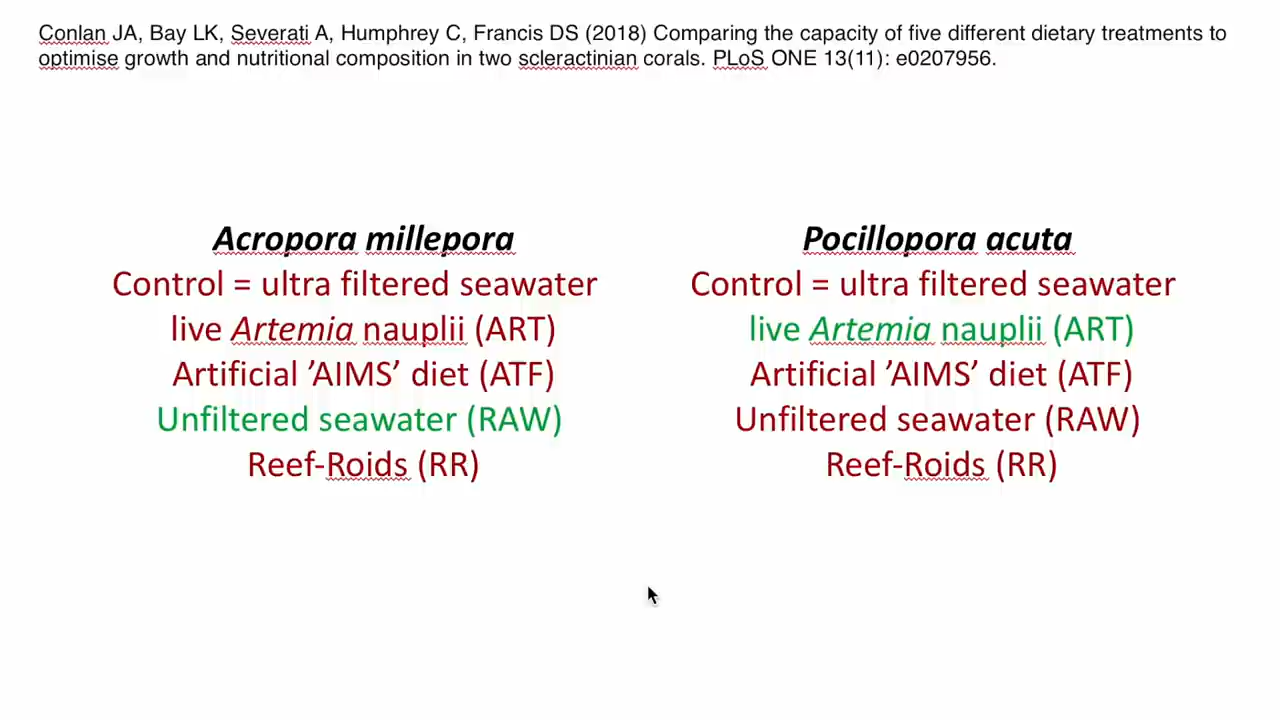 Conlan JA, Bay LK, Severati A, Humphrey C, Francis DS (2018) Comparing the capacity of five different dietary treatments to
optimise growth and nutritional composition in two scleractinian corals. PLoS ONE 13(11): e0207956.
Acropora millepora
Control = ultra filtered seawater
live Artemia nauplii (ART)
Artificial ’AIMS’ diet (ATF)
Unfiltered seawater (RAW)
Reef-Roids (RR)
Pocillopora acuta
Control = ultra filtered seawater
live Artemia nauplii (ART)
Artificial ’AIMS’ diet (ATF)
Unfiltered seawater (RAW)
Reef-Roids (RR)